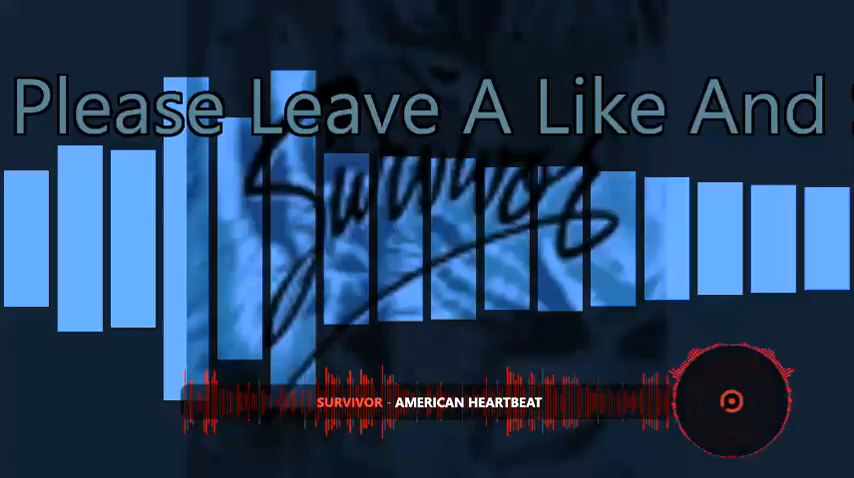 Please Leave A Like And
Survivor
SURVIVOR - AMERICAN HEARTBEAT